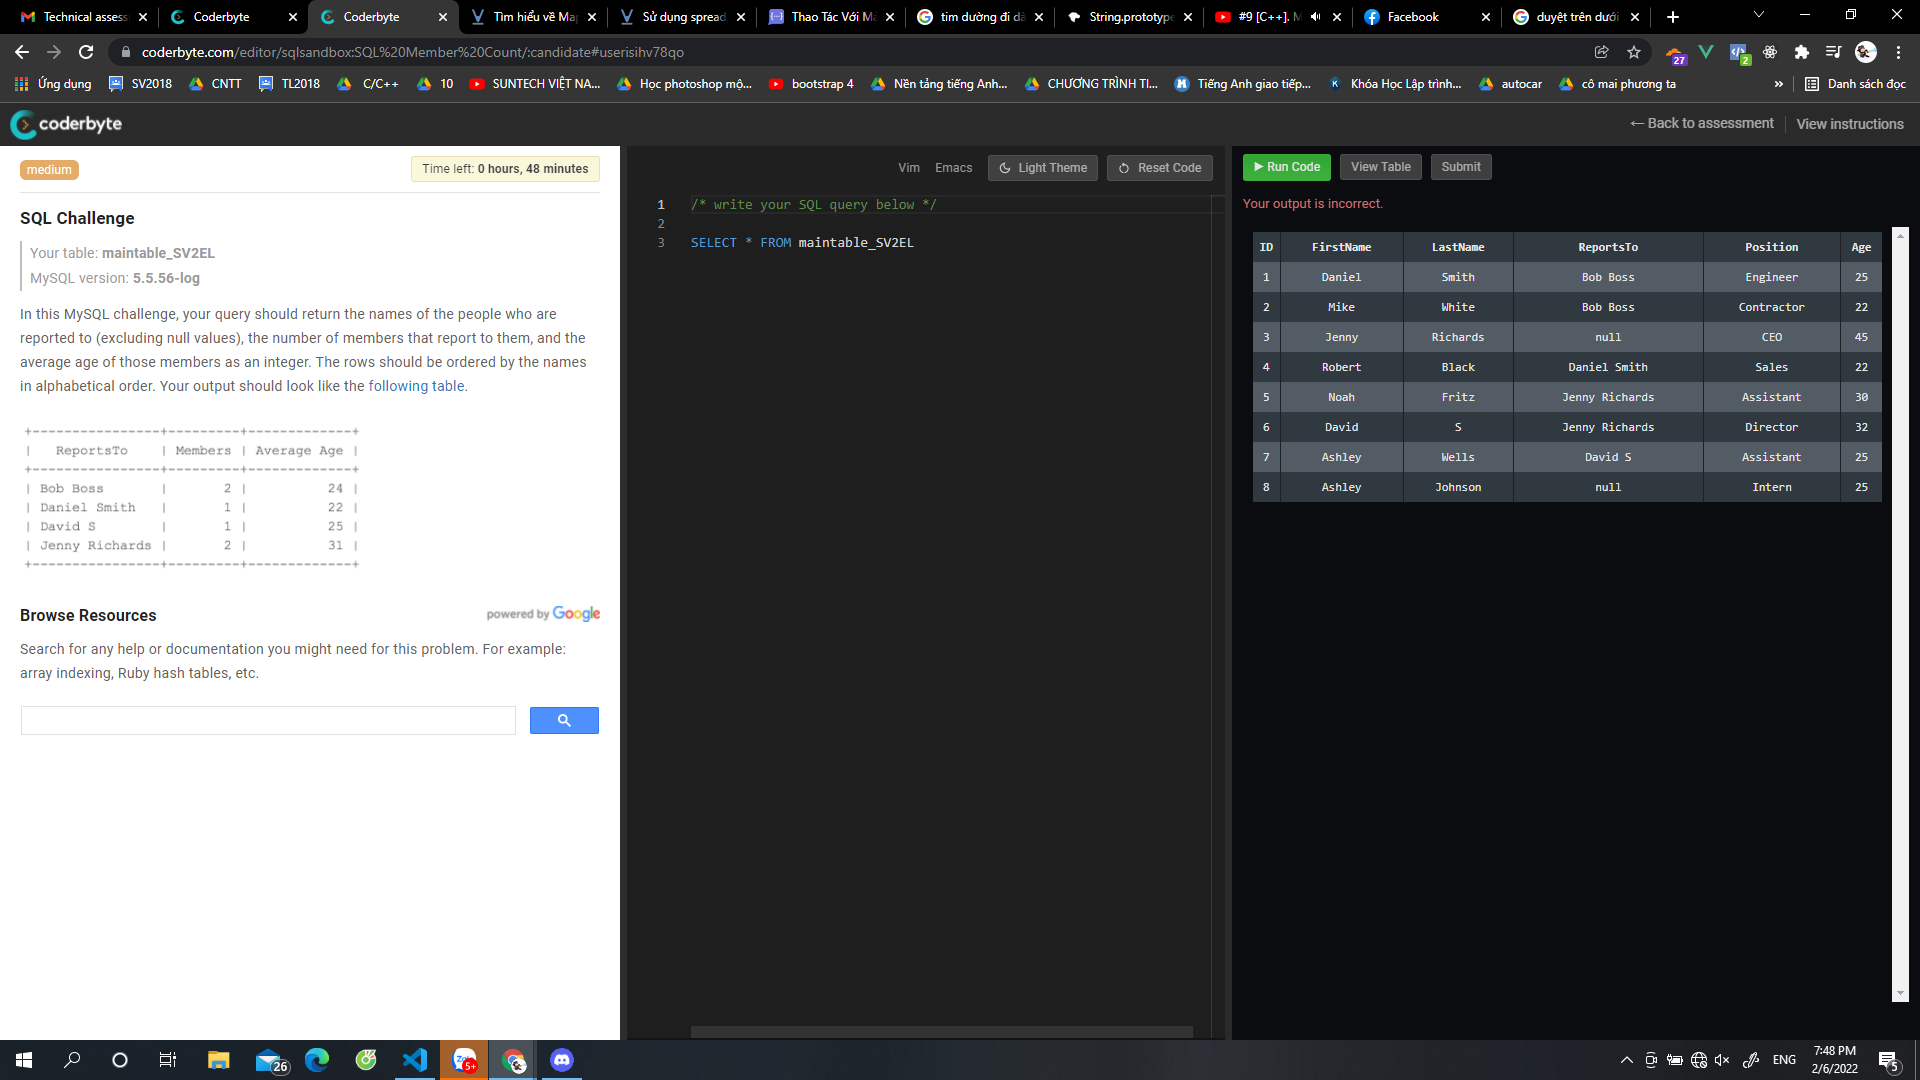 Technical assess
Coderbyte
Coderbyte
Tìm hiểu về Ma
Sử dụng spread
Thao Tác Với Mả
tìm đường đi dà
String.prototype
#9 [C++]. M
Facebook
duyệt trên dưới
coderbyte.com/editor/sqlsandbox:SQL%20Member%20Count/:candidate#userisihv78qo
27
2
Ứng dụng
SV2018
CNTT
TL2018
C/C++
10
SUNTECH VIỆT NA...
Học photoshop mộ...
bootstrap 4
Nền tảng tiếng Anh...
CHƯƠNG TRÌNH TI...
Tiếng Anh giao tiếp...
Khóa Học Lập trình...
autocar
cô mai phương ta
»
Danh sách đọc
coderbyte
← Back to assessment
View instructions
medium
Time left: 0 hours, 48 minutes
SQL Challenge
Your table: maintable_SV2EL
MySQL version: 5.5.56-log
In this MySQL challenge, your query should return the names of the people who are
reported to (excluding null values), the number of members that report to them, and the
average age of those members as an integer. The rows should be ordered by the names
in alphabetical order. Your output should look like the following table.
+-----------------+---------+-------------+
| ReportsTo | Members | Average Age |
+-----------------+---------+-------------+
| Bob Boss | 2 | 24 |
| Daniel Smith | 1 | 22 |
| David S | 1 | 25 |
| Jenny Richards | 2 | 31 |
+-----------------+---------+-------------+
Browse Resources
powered by Google
Search for any help or documentation you might need for this problem. For example:
array indexing, Ruby hash tables, etc.
Vim
Emacs
Light Theme
Reset Code
1 /* write your SQL query below */
2
3 SELECT * FROM maintable_SV2EL
Run Code
View Table
Submit
Your output is incorrect.
ID FirstName LastName ReportsTo Position Age
1 Daniel Smith Bob Boss Engineer 25
2 Mike White Bob Boss Contractor 22
3 Jenny Richards null CEO 45
4 Robert Black Daniel Smith Sales 22
5 Noah Fritz Jenny Richards Assistant 30
6 David S Jenny Richards Director 32
7 Ashley Wells David S Assistant 25
8 Ashley Johnson null Intern 25
26
Zalo
5+
ENG
7:48 PM
2/6/2022
5